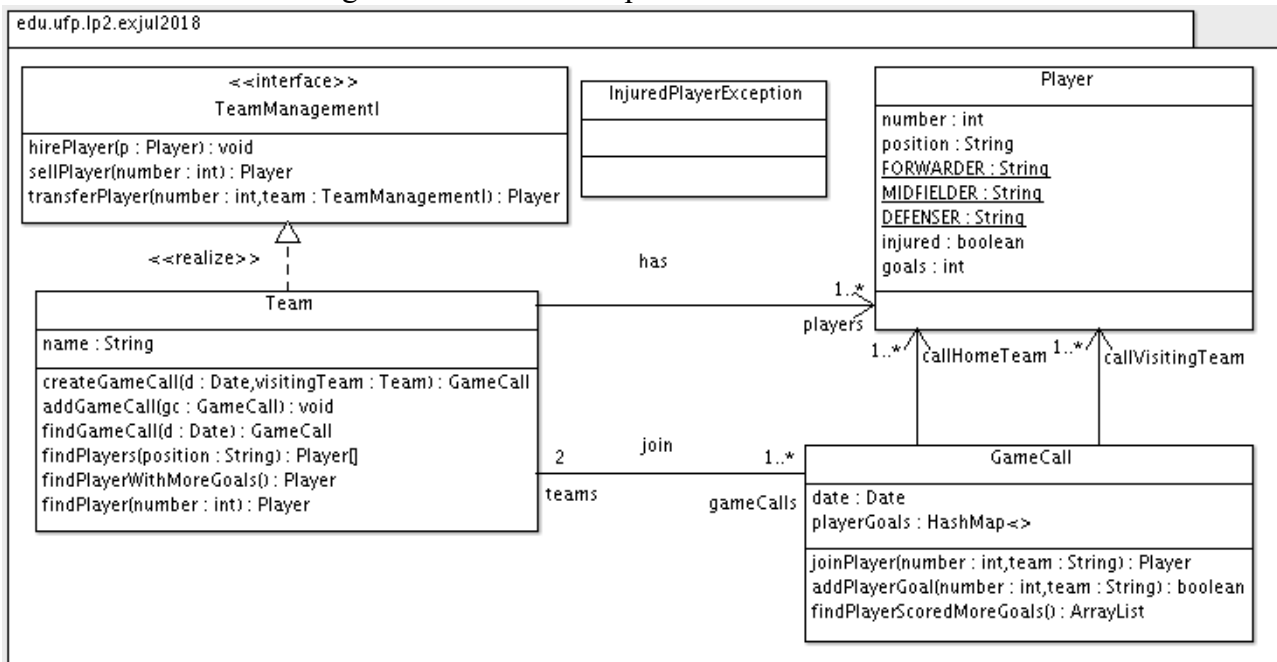 edu.ufp.lp2.exjul2018
<<interface>>
TeamManagementI
hirePlayer(p : Player) : void
sellPlayer(number : int) : Player
transferPlayer(number : int,team : TeamManagementI) : Player
InjuredPlayerException
Player
number : int
position : String
FORWARDER : String
MIDFIELDER : String
DEFENSER : String
injured : boolean
goals : int
<<realize>>
has
1..*
players
Team
name : String
createGameCall(d : Date,visitingTeam : Team) : GameCall
addGameCall(gc : GameCall) : void
findGameCall(d : Date) : GameCall
findPlayers(position : String) : Player[]
findPlayerWithMoreGoals() : Player
findPlayer(number : int) : Player
1..* callHomeTeam 1..* callVisitingTeam
2 join 1..*
teams gameCalls
GameCall
date : Date
playerGoals : HashMap<>
joinPlayer(number : int,team : String) : Player
addPlayerGoal(number : int,team : String) : boolean
findPlayerScoredMoreGoals() : ArrayList